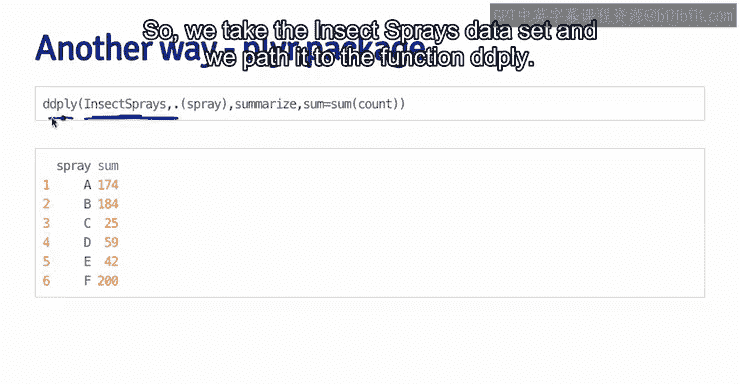 So, we take the Insect Sprays data set and
we path it to the function ddply.
Another way - plyr package
ddply(InsectSprays,.(spray),summarize,sum=sum(count))
spray sum
1 A 174
2 B 184
3 C 25
4 D 59
5 E 42
6 F 200